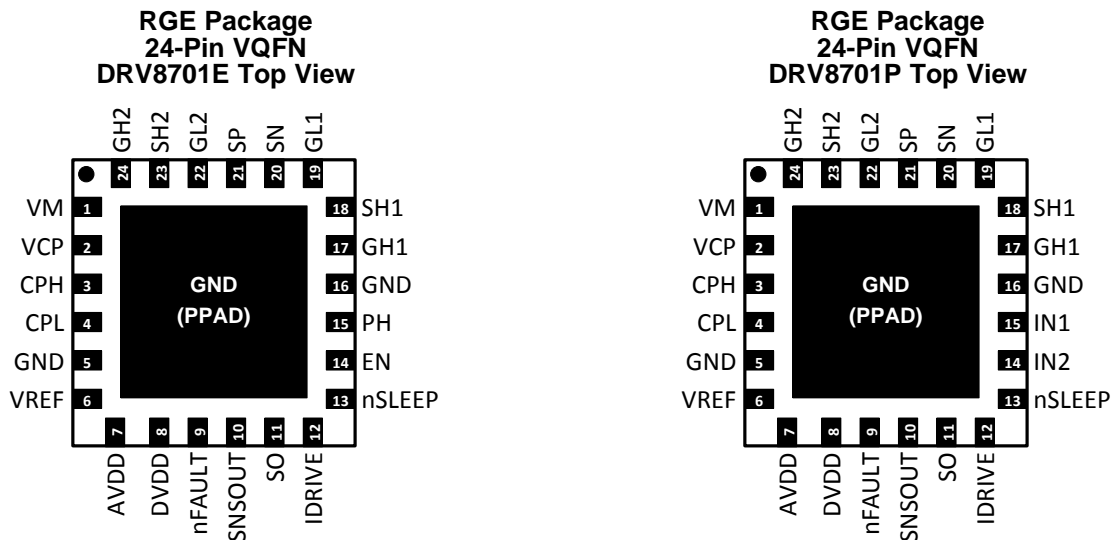 RGE Package
24-Pin VQFN
DRV8701E Top View
GH2
SH2
GL2
SP
SN
GL1
24
23
22
21
20
19
VM 1
18 SH1
VCP 2
17 GH1
CPH 3
16 GND
CPL 4
15 PH
GND 5
14 EN
VREF 6
13 nSLEEP
GND
(PPAD)
7
8
9
10
11
12
AVDD
DVDD
nFAULT
SNSOUT
SO
IDRIVE
RGE Package
24-Pin VQFN
DRV8701P Top View
GH2
SH2
GL2
SP
SN
GL1
24
23
22
21
20
19
VM 1
18 SH1
VCP 2
17 GH1
CPH 3
16 GND
CPL 4
15 IN1
GND 5
14 IN2
VREF 6
13 nSLEEP
GND
(PPAD)
7
8
9
10
11
12
AVDD
DVDD
nFAULT
SNSOUT
SO
IDRIVE